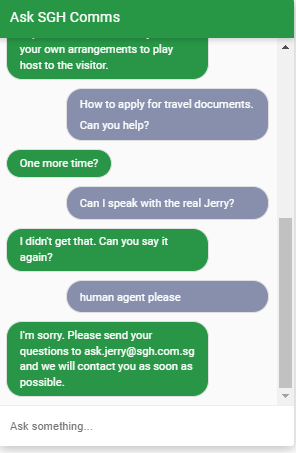 Ask SGH Comms
your own arrangements to play
host to the visitor.
How to apply for travel documents.
Can you help?
One more time?
Can I speak with the real Jerry?
I didn't get that. Can you say it
again?
human agent please
I'm sorry. Please send your
questions to ask.jerry@sgh.com.sg
and we will contact you as soon as
possible.
Ask something...